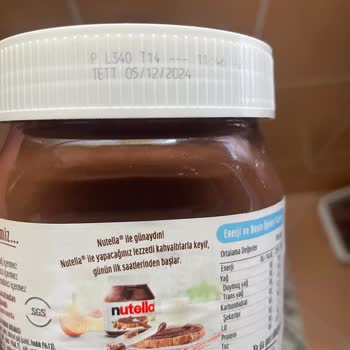 P L340 T14 --- 10:46
TETT 05/12/2024
Nutella® ile günaydın!
Nutella® ile yapacağınız lezzetli kahvaltılarla keyif,
günün ilk saatlerinden başlar.
nutella
SGS
Enerji ve Besin Öğeleri
Ortalama Değerler
Enerji
Yağ
Doymuş yağ
Trans yağ
Karbonhidrat
Şekerler
Lif
Protein
Tuz